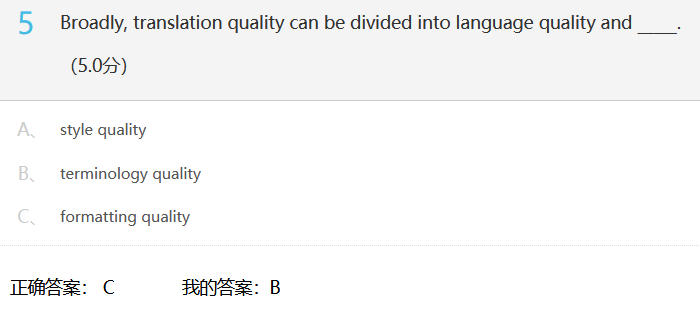 5 Broadly, translation quality can be divided into language quality and _____.
(5.0分)
A、 style quality
B、 terminology quality
C、 formatting quality
正确答案： C 我的答案：B